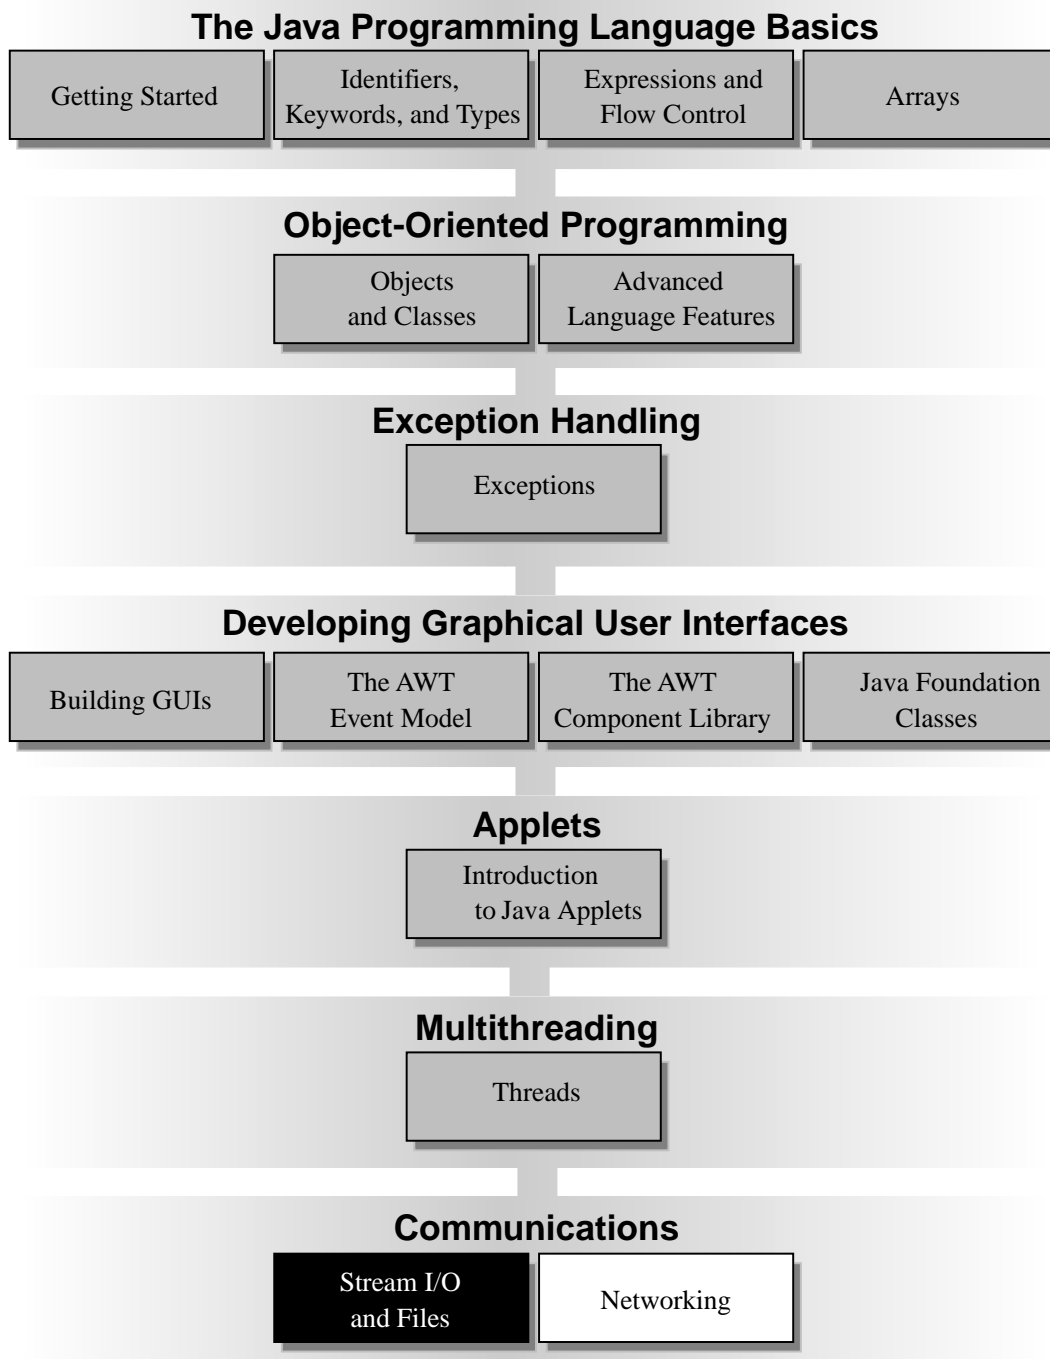 The Java Programming Language Basics
Getting Started
Identifiers,
Keywords, and Types
Expressions and
Flow Control
Arrays
Object-Oriented Programming
Objects
and Classes
Advanced
Language Features
Exception Handling
Exceptions
Developing Graphical User Interfaces
Building GUIs
The AWT
Event Model
The AWT
Component Library
Java Foundation
Classes
Applets
Introduction
to Java Applets
Multithreading
Threads
Communications
Stream I/O
and Files
Networking